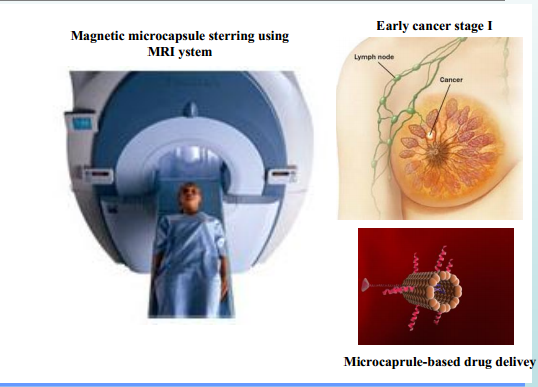 Magnetic microcapsule sterring using
MRI ystem
Early cancer stage I
Lymph node
Cancer
Microcaprule-based drug delivey